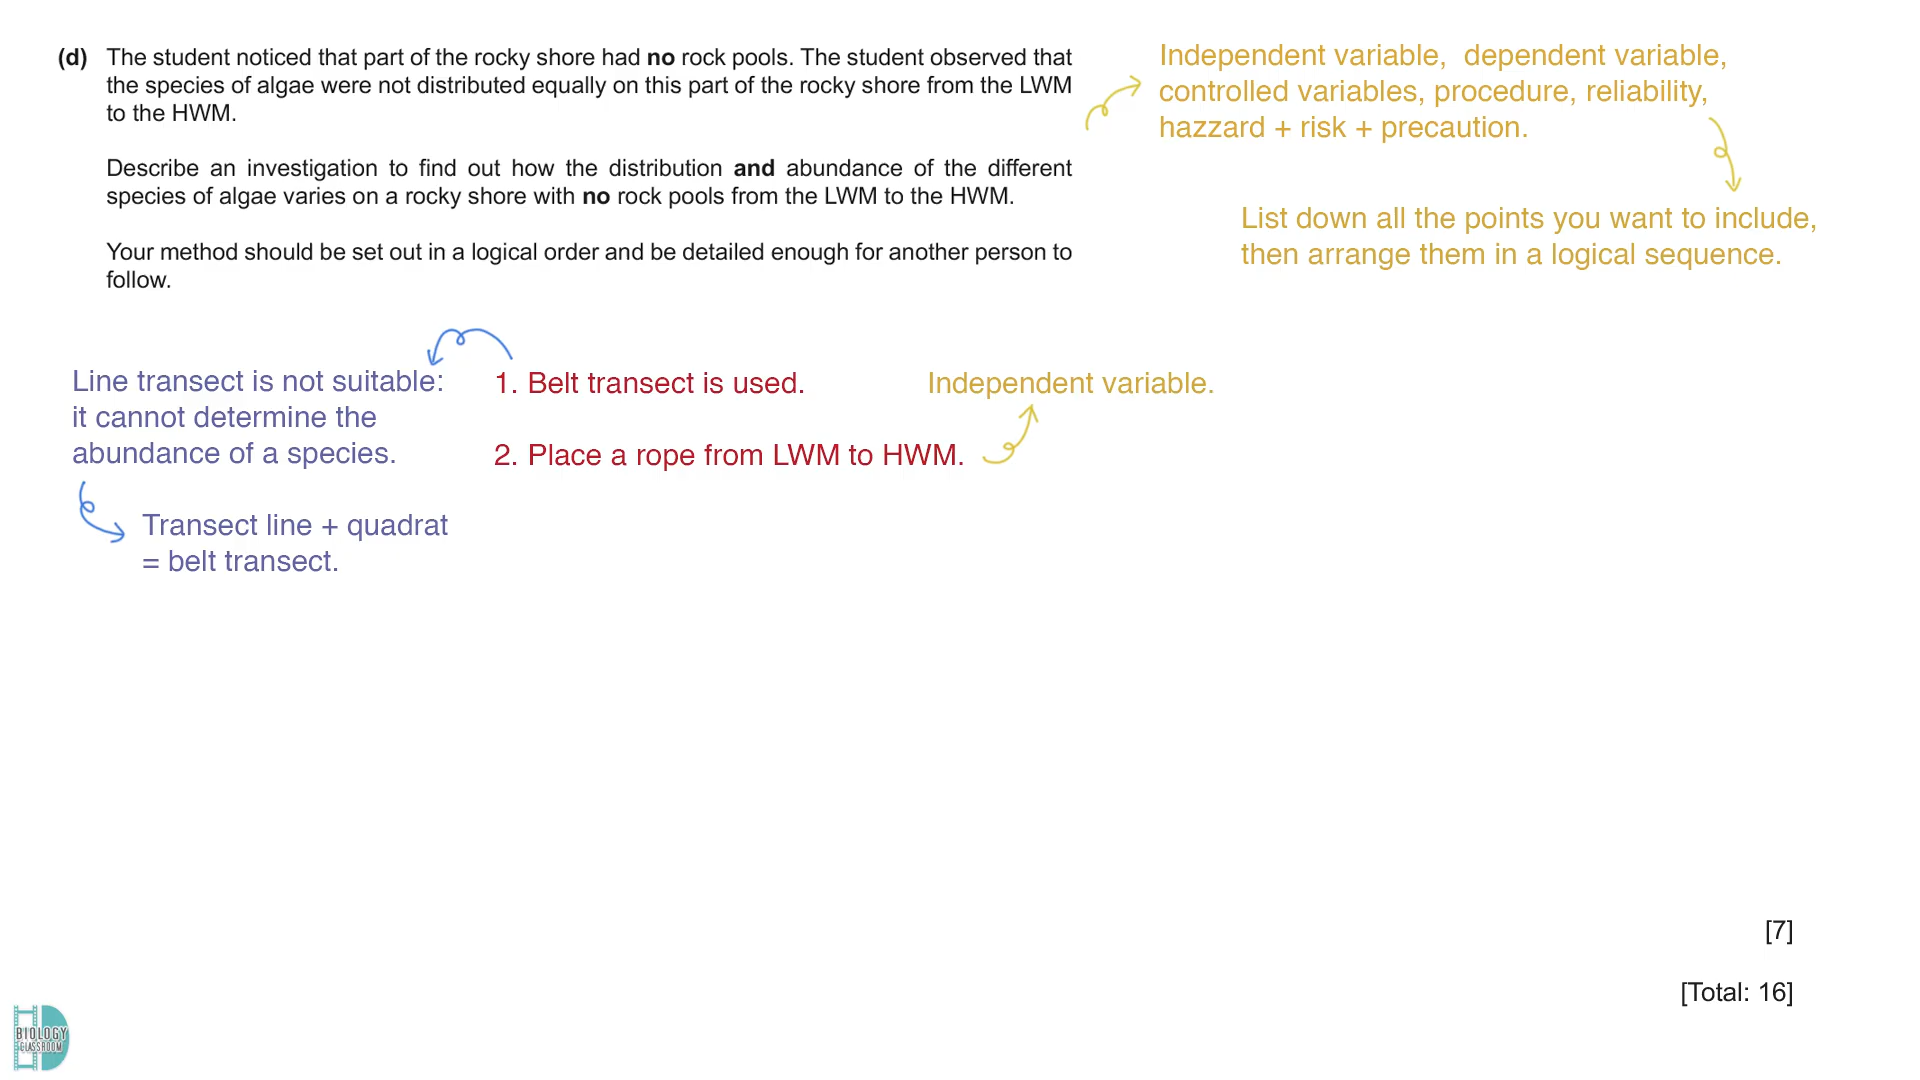 (d) The student noticed that part of the rocky shore had no rock pools. The student observed that
the species of algae were not distributed equally on this part of the rocky shore from the LWM
to the HWM.
Describe an investigation to find out how the distribution and abundance of the different
species of algae varies on a rocky shore with no rock pools from the LWM to the HWM.
Your method should be set out in a logical order and be detailed enough for another person to
follow.
Independent variable, dependent variable,
controlled variables, procedure, reliability,
hazzard + risk + precaution.
List down all the points you want to include,
then arrange them in a logical sequence.
Line transect is not suitable:
it cannot determine the
abundance of a species.
Transect line + quadrat
= belt transect.
1. Belt transect is used.
Independent variable.
2. Place a rope from LWM to HWM.
[7]
[Total: 16]
BIOLOGY
CLASSROOM